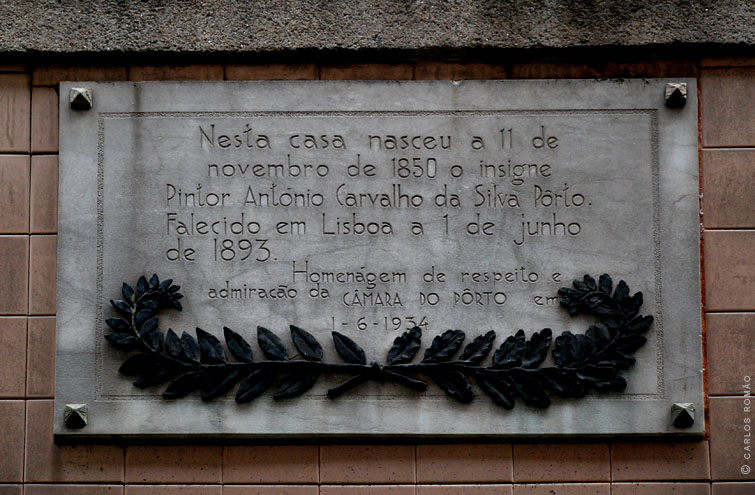 Nesta casa nasceu a 11 de
novembro de 1850 o insigne
Pintor António Carvalho da Silva Pôrto.
Falecido em Lisboa a 1 de junho
de 1893.
Homenágem de respeito e
admiração da CÂMARA DO PÔRTO em
1-6-1934
© CARLOS ROMÃO